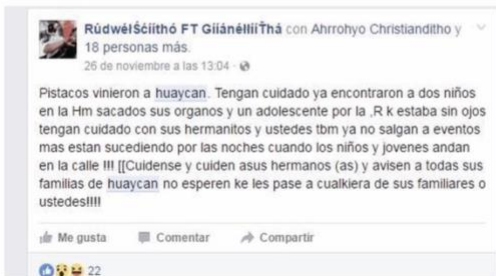 RùdwélŚćíithó FT GíiánéllíiŤhá con Ahrrohyo Christianditho y
18 personas más.
26 de noviembre a las 13:04
Pistacos vinieron a huaycan. Tengan cuidado ya encontraron a dos niños
en la Hm sacados sus organos y un adolescente por la ,R k estaba sin ojos
tengan cuidado con sus hermanitos y ustedes tbm ya no salgan a eventos
mas estan sucediendo por las noches cuando los niños y jovenes andan
en la calle !!! [[Cuidense y cuiden asus hermanos (as) y avisen a todas sus
familias de huaycan no esperen ke les pase a cualkiera de sus familiares o
ustedes!!!!
Me gusta Comentar Compartir
22